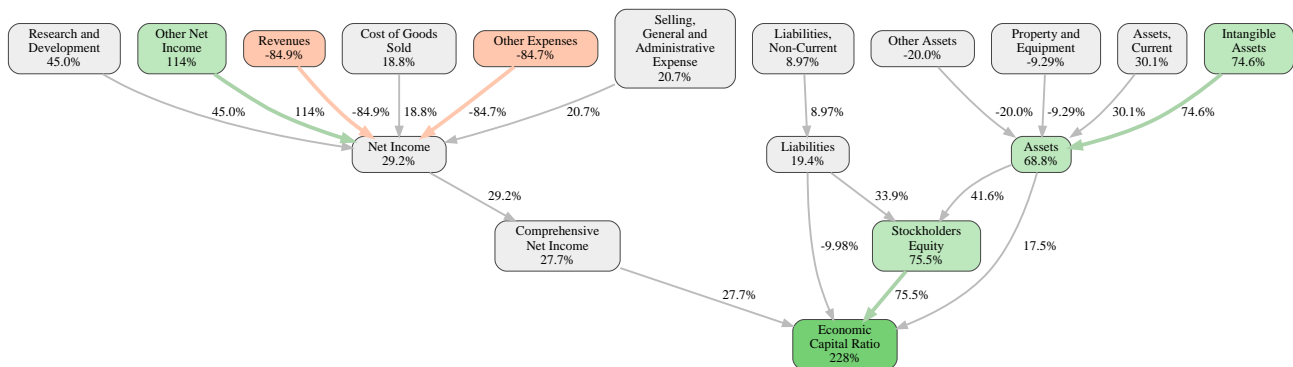 Research and
Development
45.0%
Other Net
Income
114%
Revenues
-84.9%
Cost of Goods
Sold
18.8%
Other Expenses
-84.7%
Selling,
General and
Administrative
Expense
20.7%
Liabilities,
Non-Current
8.97%
Other Assets
-20.0%
Property and
Equipment
-9.29%
Assets,
Current
30.1%
Intangible
Assets
74.6%
45.0%
114%
-84.9%
18.8%
-84.7%
20.7%
8.97%
-20.0%
-9.29%
30.1%
74.6%
Net Income
29.2%
Liabilities
19.4%
Assets
68.8%
29.2%
33.9%
41.6%
Comprehensive
Net Income
27.7%
-9.98%
Stockholders
Equity
75.5%
17.5%
27.7%
75.5%
Economic
Capital Ratio
228%